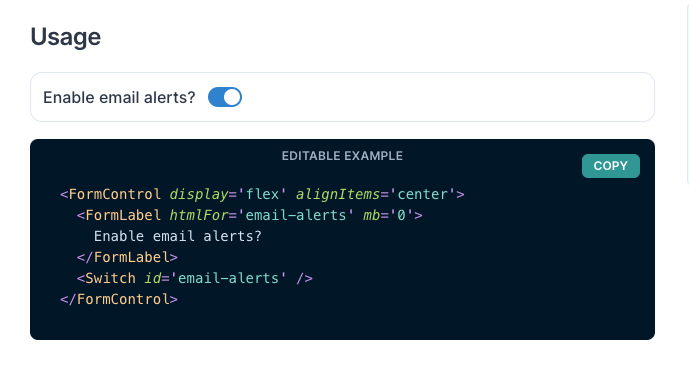 Usage
Enable email alerts?
EDITABLE EXAMPLE
COPY
<FormControl display='flex' alignItems='center'>
  <FormLabel htmlFor='email-alerts' mb='0'>
    Enable email alerts?
  </FormLabel>
  <Switch id='email-alerts' />
</FormControl>